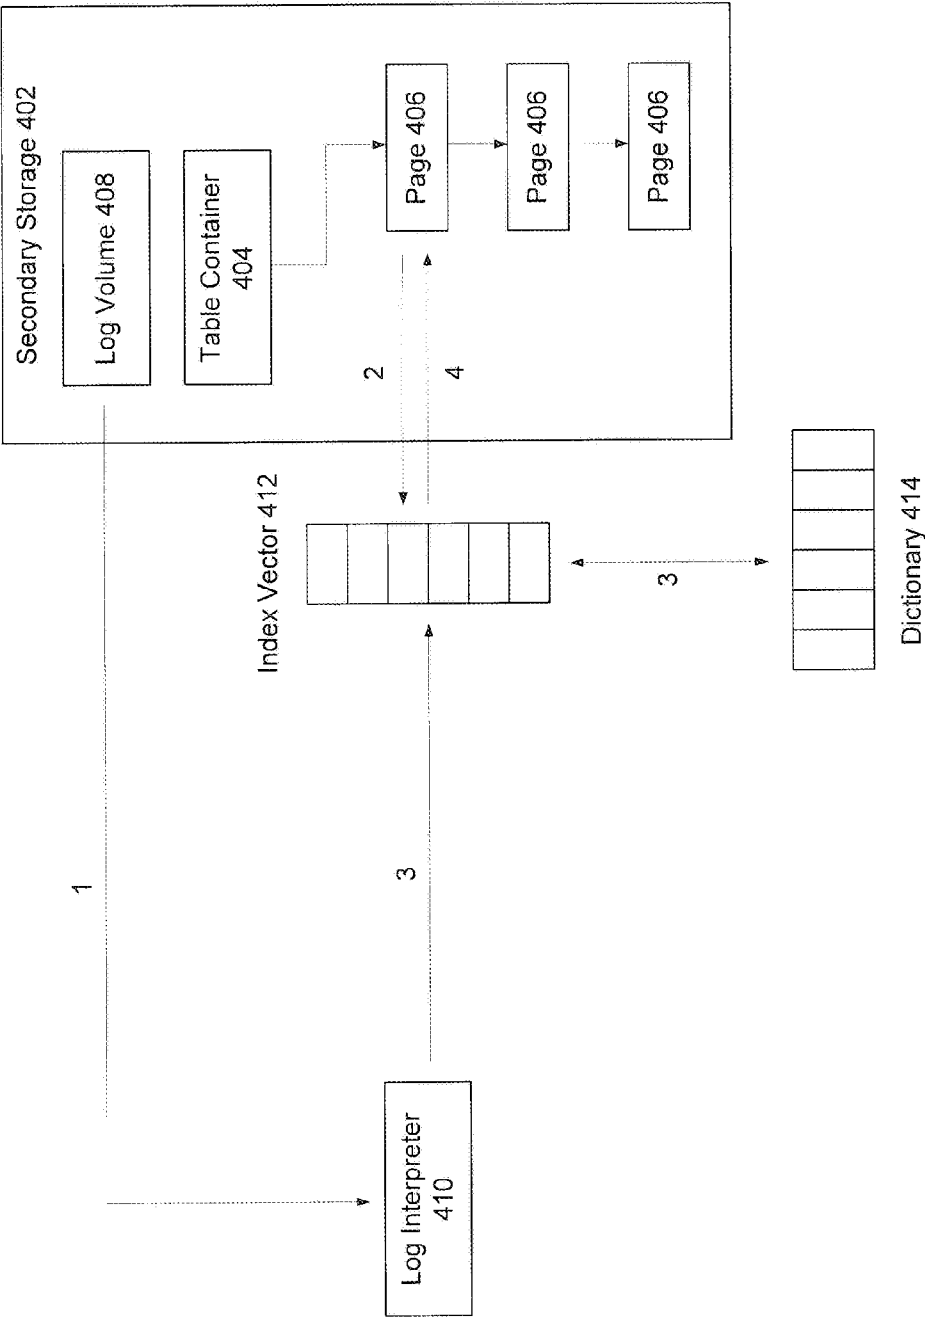 Secondary Storage 402
Log Volume 408
Table Container
404
Page 406
Page 406
Page 406
1
2
4
Index Vector 412
3
3
Log Interpreter
410
Dictionary 414